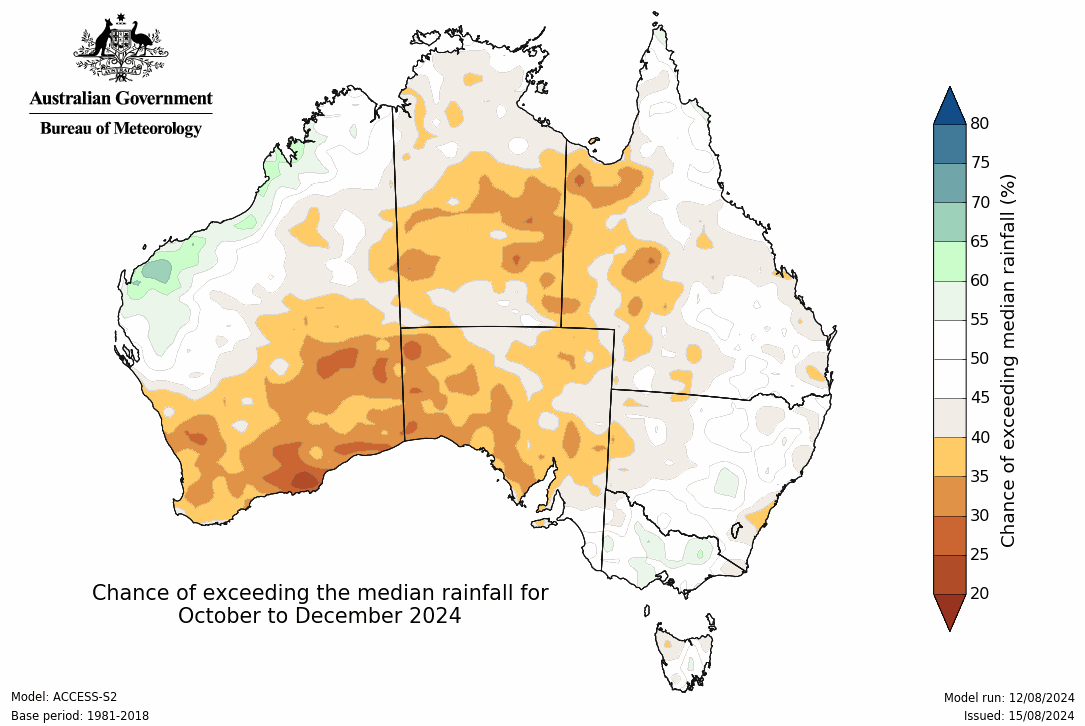 Australian Government
Bureau of Meteorology
80
75
70
65
60
55
50
45
40
35
30
25
20
Chance of exceeding median rainfall (%)
Chance of exceeding the median rainfall for
October to December 2024
Model: ACCESS-S2
Base period: 1981-2018
Model run: 12/08/2024
Issued: 15/08/2024